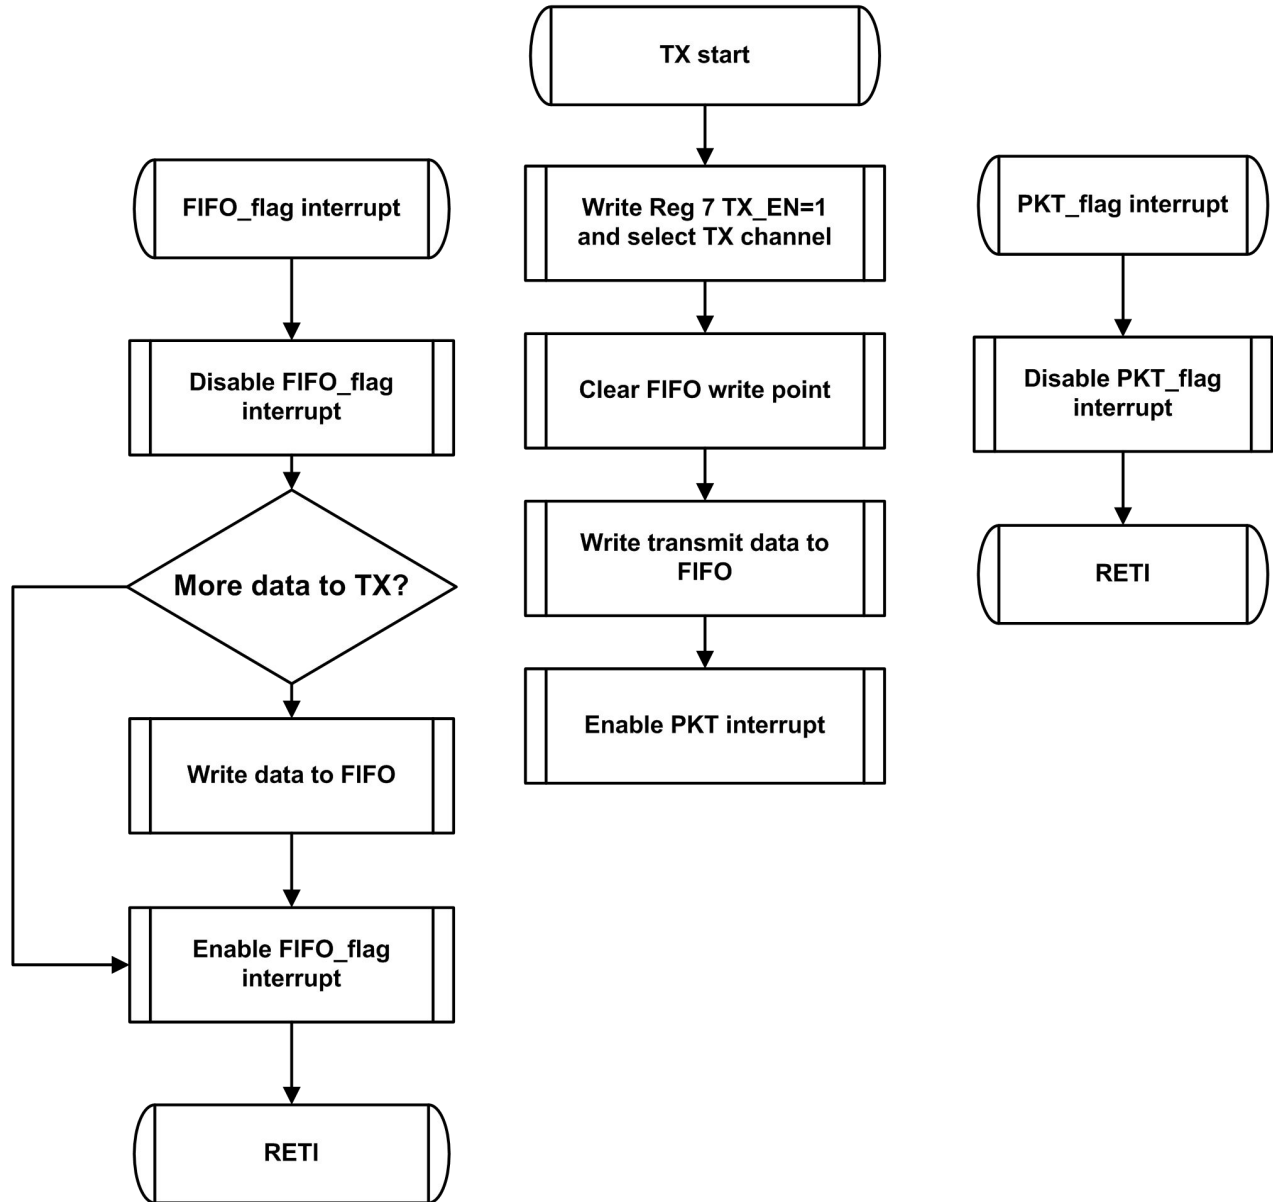 TX start
FIFO_flag interrupt
Write Reg 7 TX_EN=1
and select TX channel
PKT_flag interrupt
Disable FIFO_flag
interrupt
Clear FIFO write point
Disable PKT_flag
interrupt
More data to TX?
Write transmit data to
FIFO
RETI
Write data to FIFO
Enable PKT interrupt
Enable FIFO_flag
interrupt
RETI